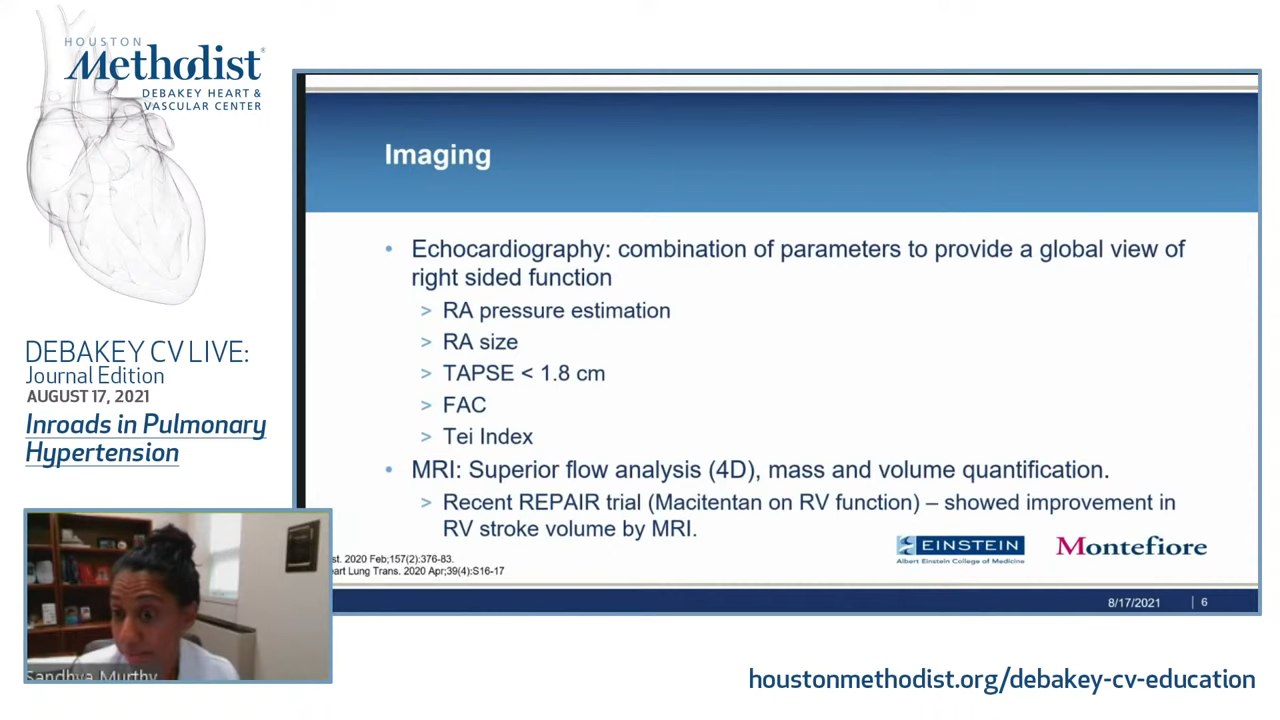 HOUSTON
Methodist®
DEBAKEY HEART &
VASCULAR CENTER
DEBAKEY CV LIVE:
Journal Edition
AUGUST 17, 2021
Inroads in Pulmonary
Hypertension
Imaging
• Echocardiography: combination of parameters to provide a global view of
right sided function
> RA pressure estimation
> RA size
> TAPSE < 1.8 cm
> FAC
> Tei Index
• MRI: Superior flow analysis (4D), mass and volume quantification.
> Recent REPAIR trial (Macitentan on RV function) – showed improvement in
RV stroke volume by MRI.
st. 2020 Feb;157(2):376-83.
art Lung Trans. 2020 Apr;39(4):S16-17
EINSTEIN
Albert Einstein College of Medicine
Montefiore
8/17/2021 | 6
Sandhya Murthy
houstonmethodist.org/debakey-cv-education